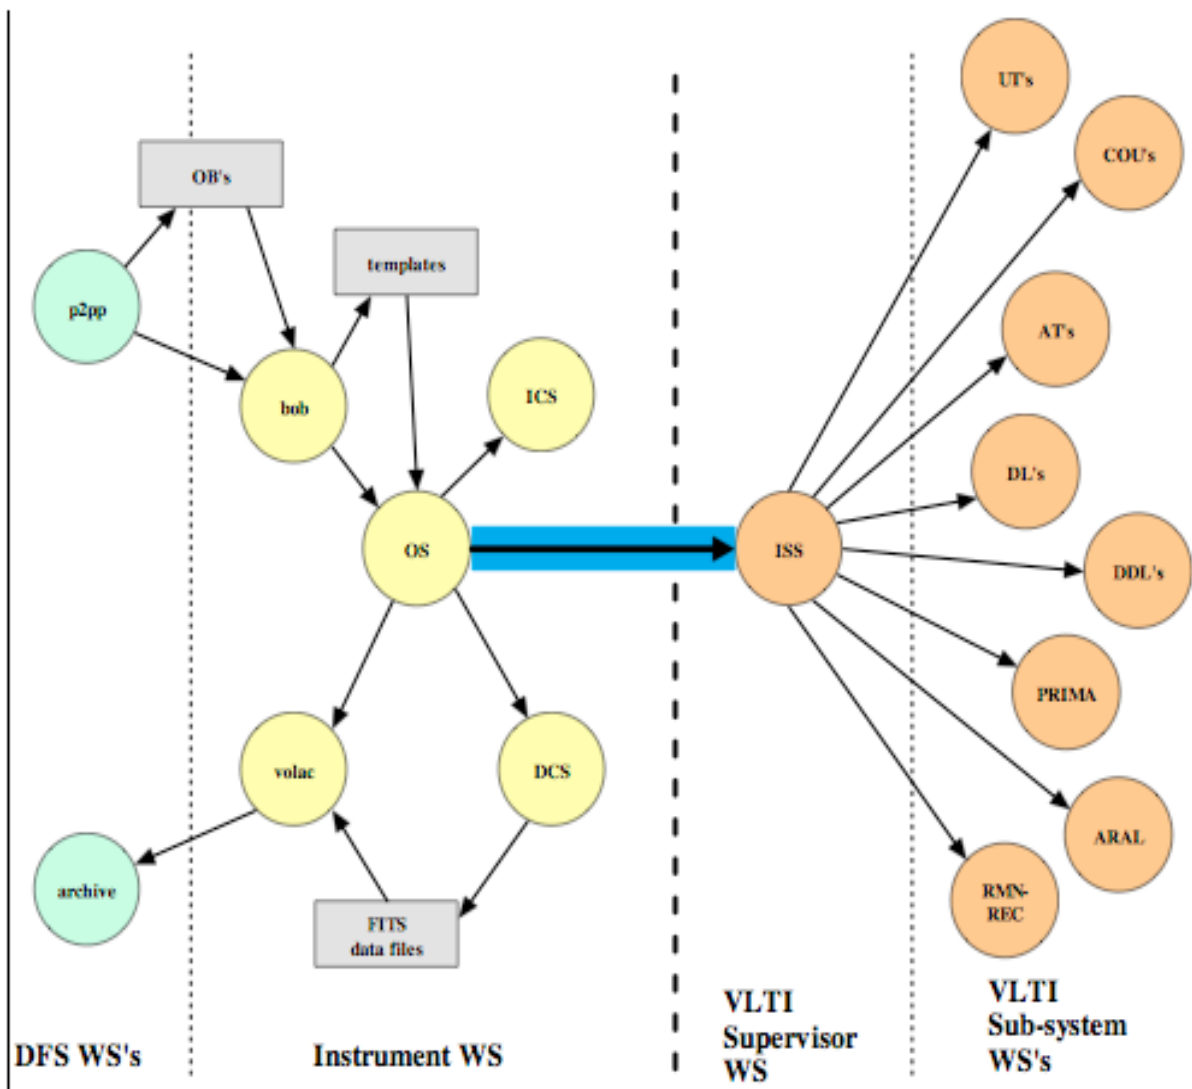 UT's
COU's
OB's
templates
p2pp
AT's
ICS
bob
DL's
OS
ISS
DDL's
PRIMA
volac
DCS
ARAL
archive
RMN-
REC
FITS
data files
DFS WS's
Instrument WS
VLTI
Supervisor
WS
VLTI
Sub-system
WS's